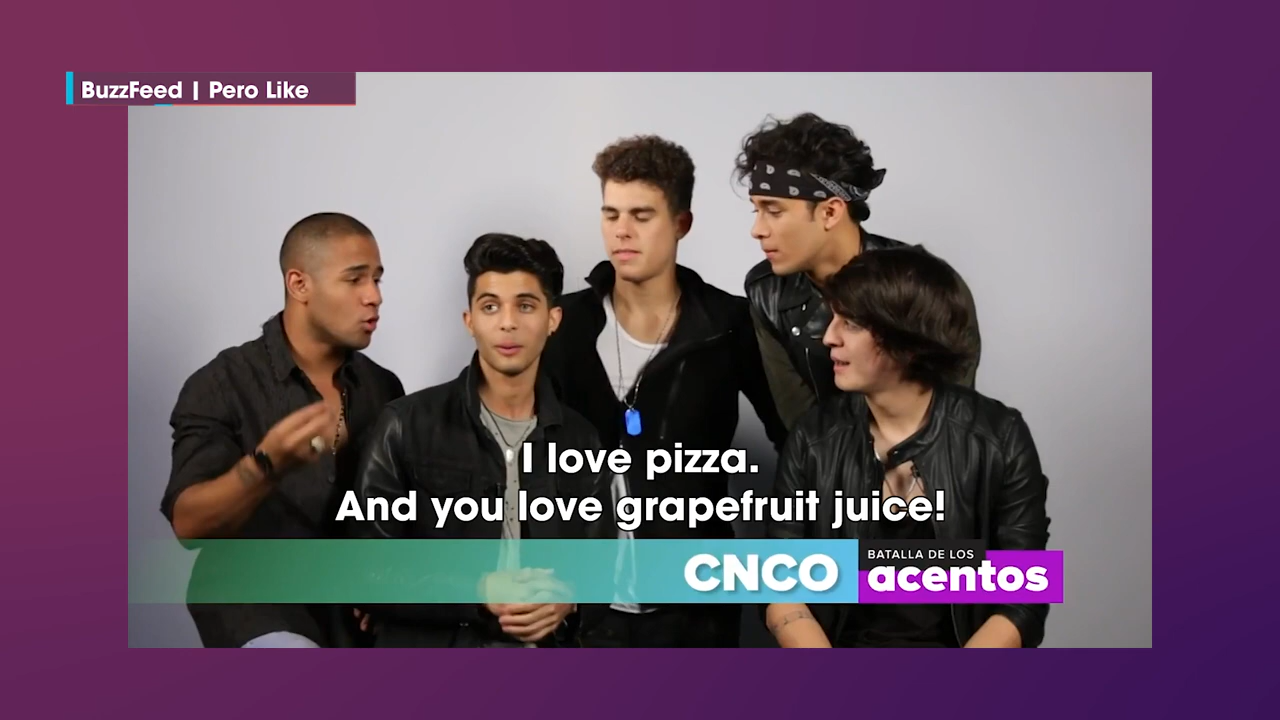 BuzzFeed | Pero Like
I love pizza.
And you love grapefruit juice!
CNCO
BATALLA DE LOS
acentos